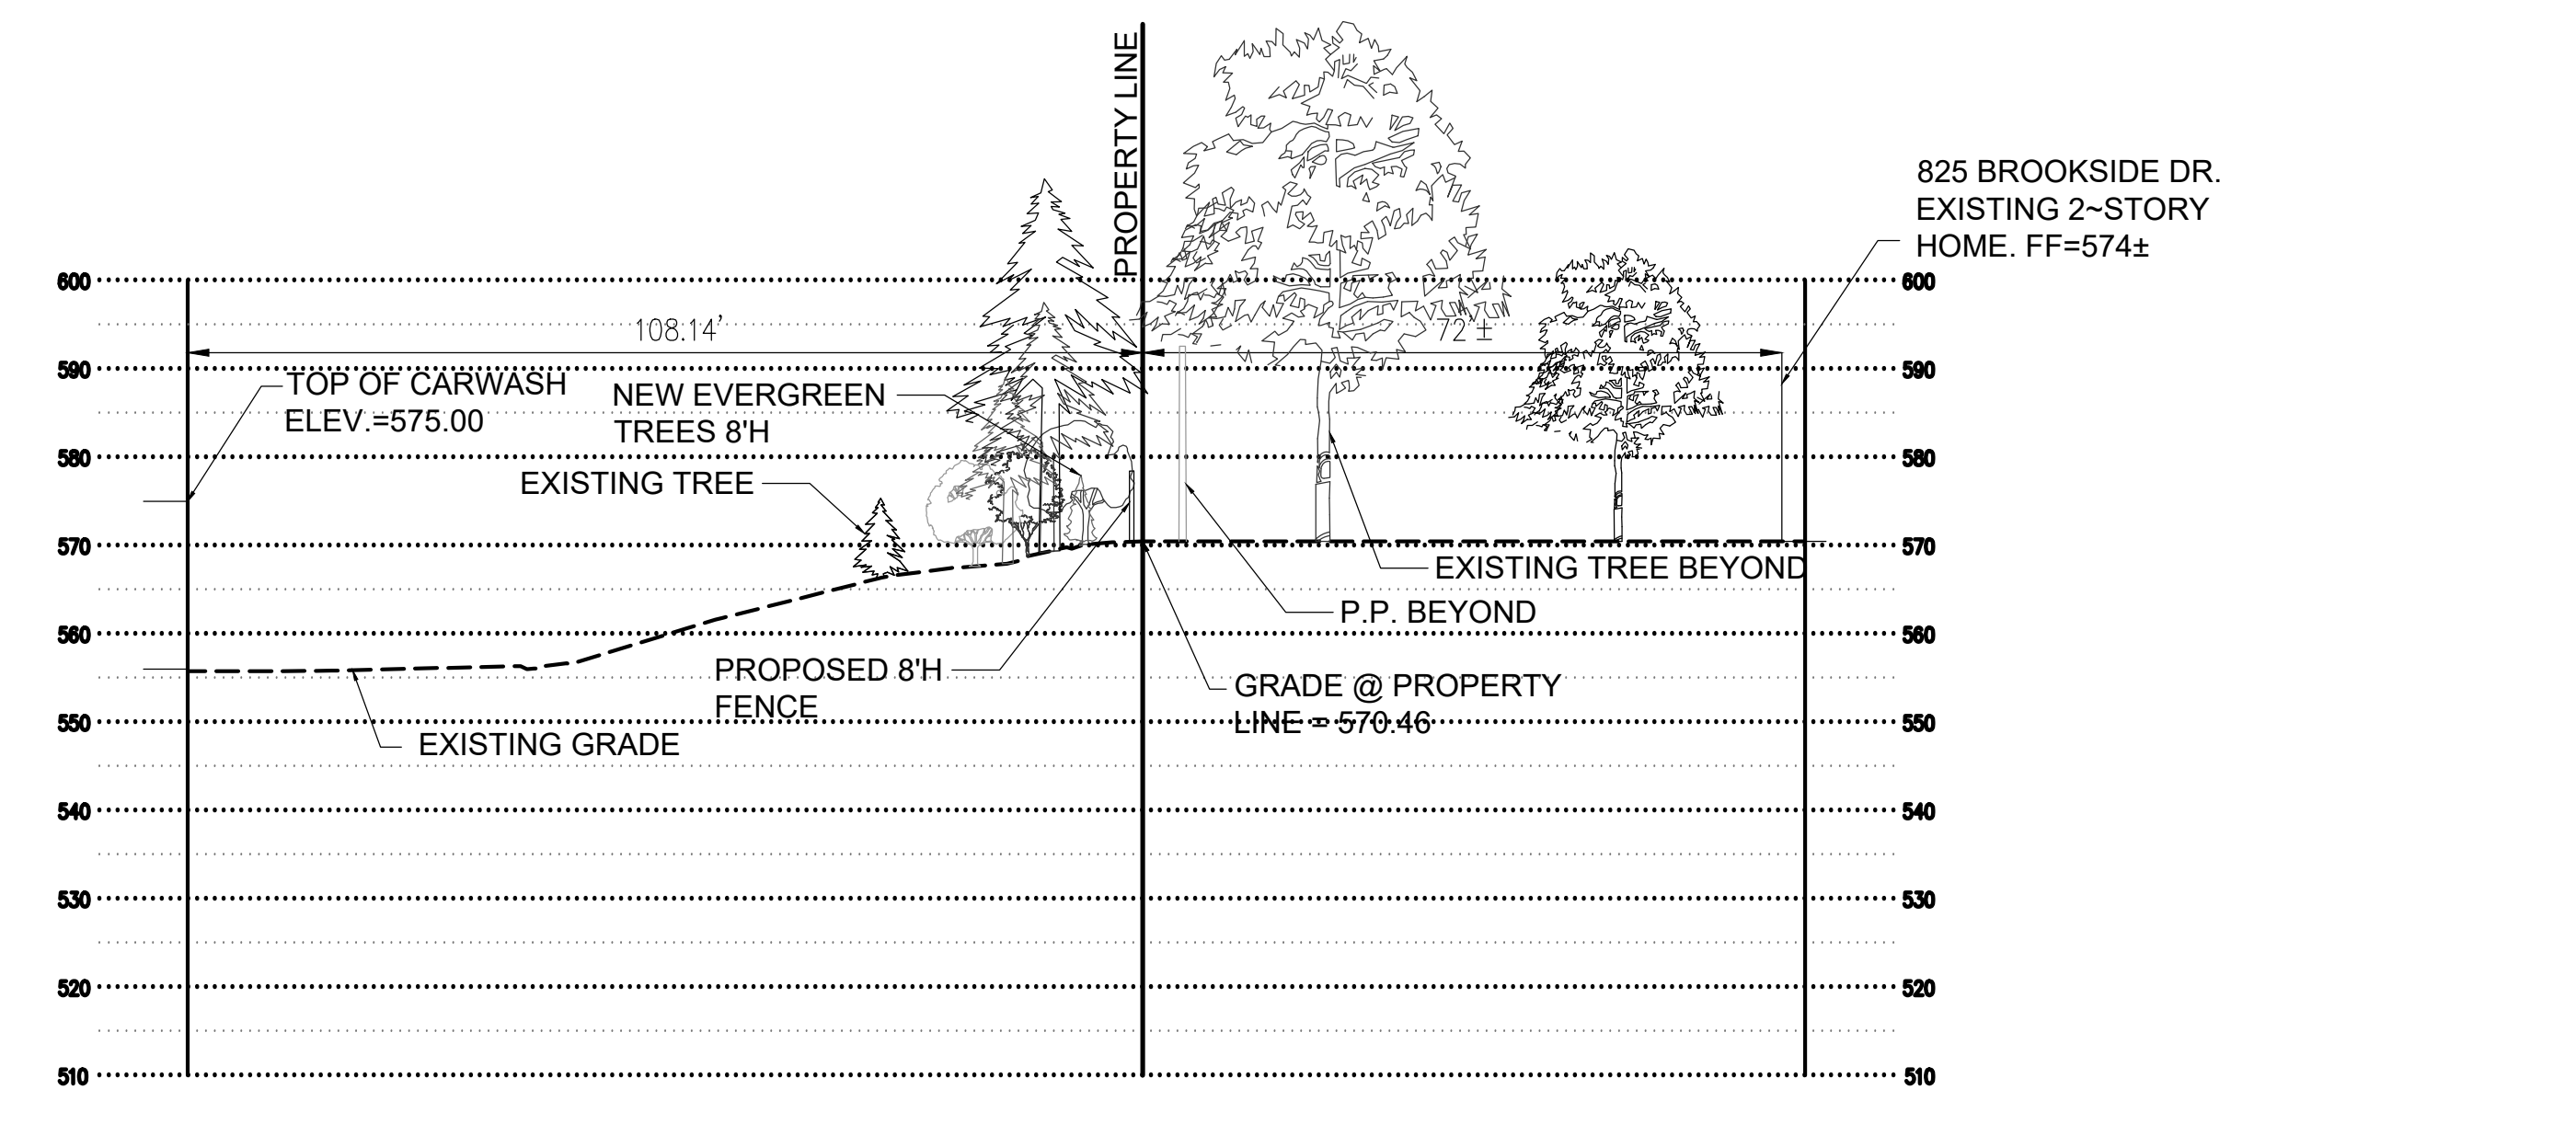 PROPERTY LINE
825 BROOKSIDE DR.
EXISTING 2~STORY
HOME. FF=574±
600
600
108.14'
72 ±
590
590
TOP OF CARWASH
ELEV.=575.00
NEW EVERGREEN
TREES 8'H
580
580
EXISTING TREE
570
570
EXISTING TREE BEYOND
P.P. BEYOND
560
560
PROPOSED 8'H
FENCE
GRADE @ PROPERTY
LINE = 570.46
550
550
EXISTING GRADE
540
540
530
530
520
520
510
510